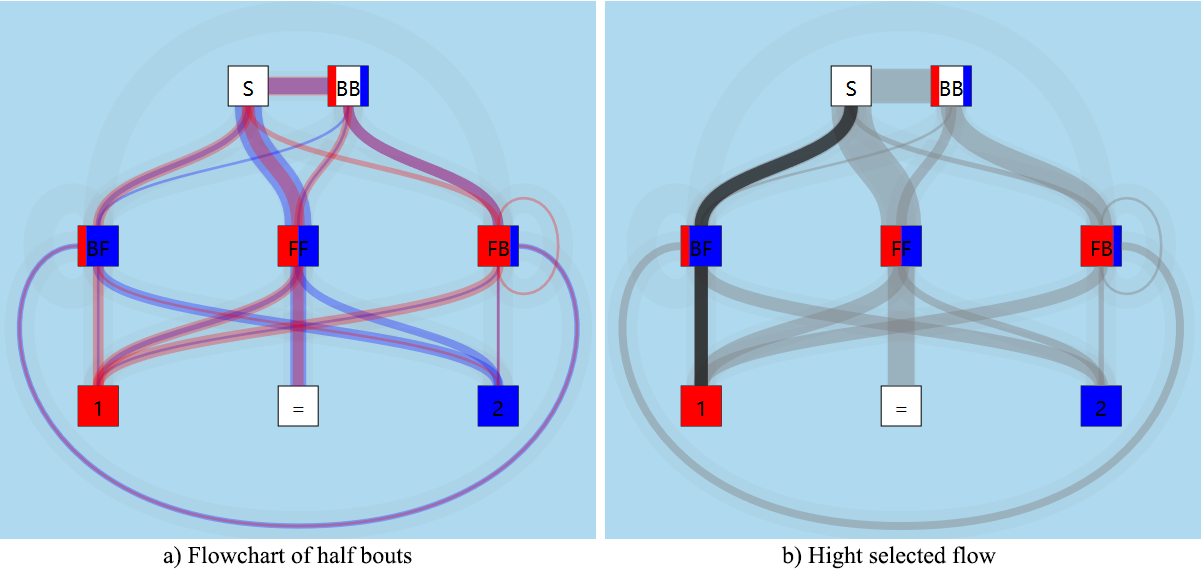 S BB
BF FF FB
1 = 2
S BB
BF FF FB
1 = 2
a) Flowchart of half bouts
b) Hight selected flow